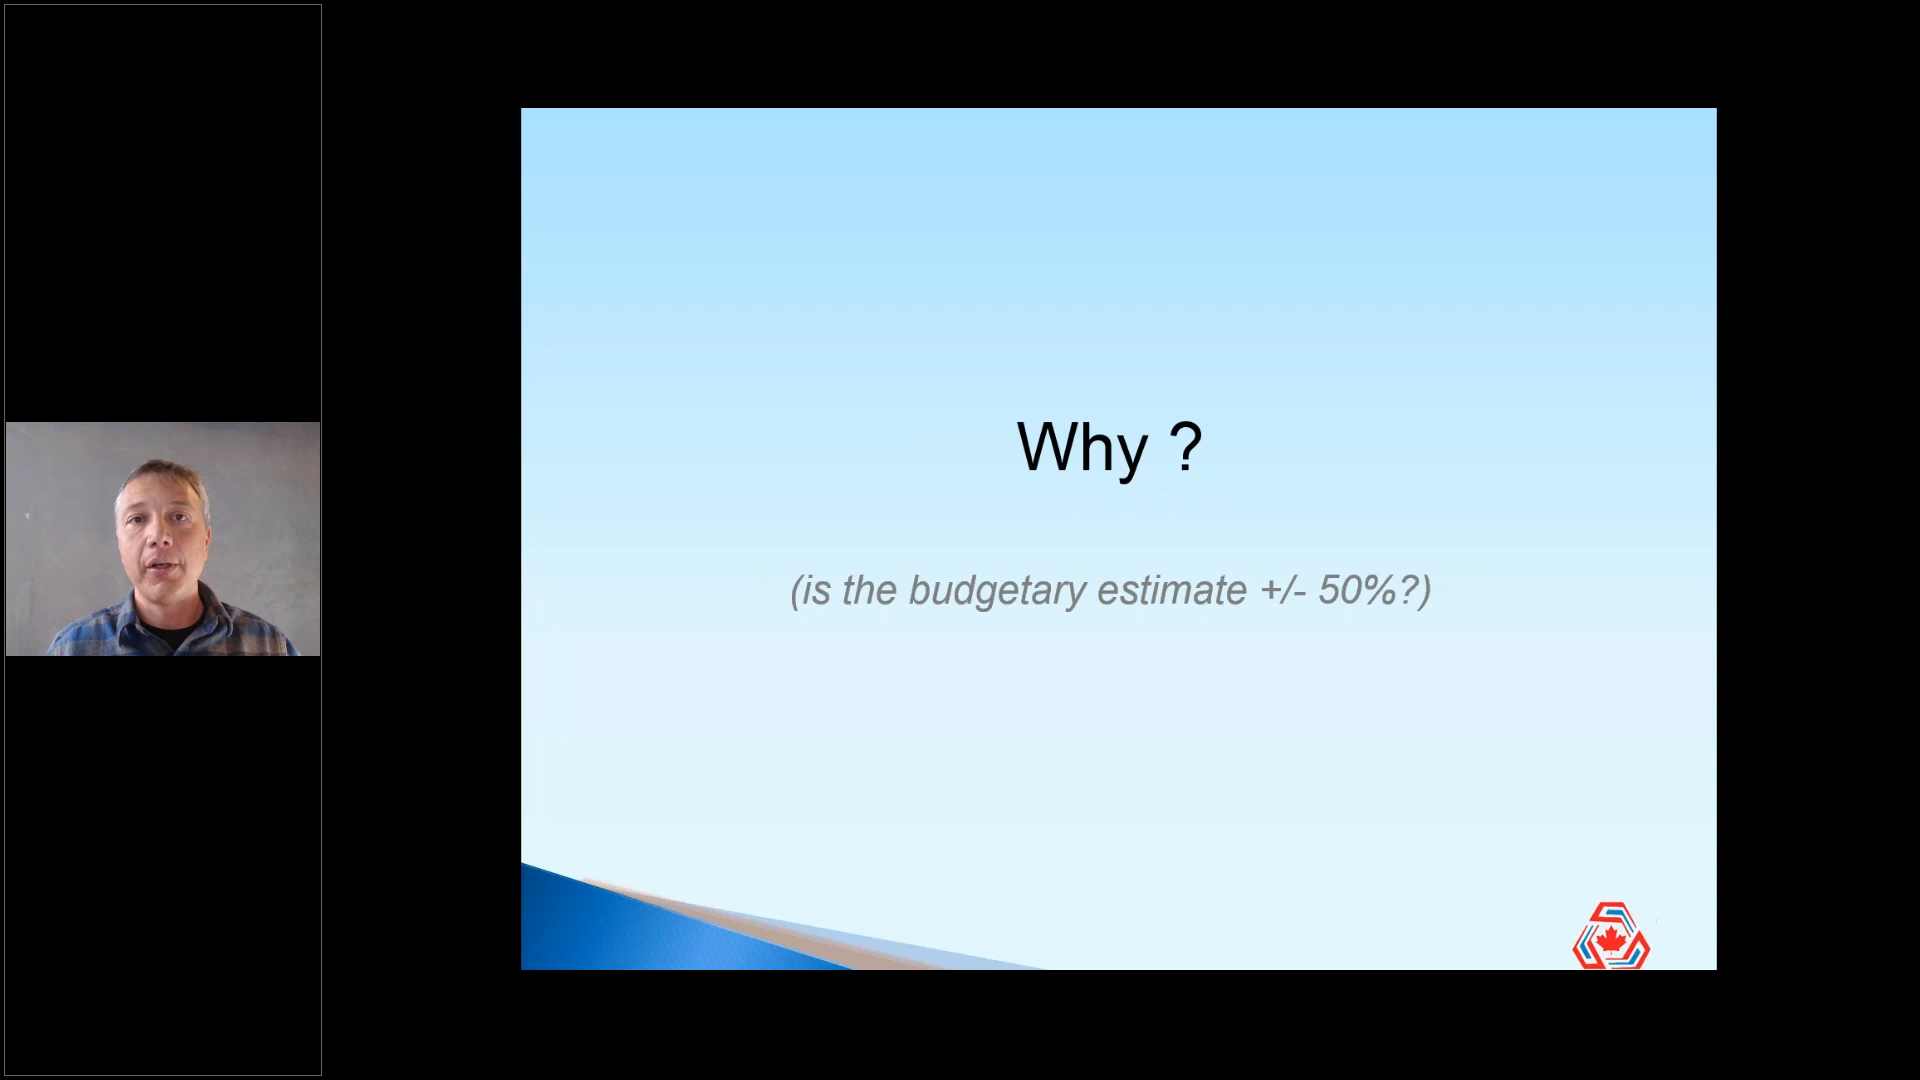 Why ?
(is the budgetary estimate +/- 50%?)